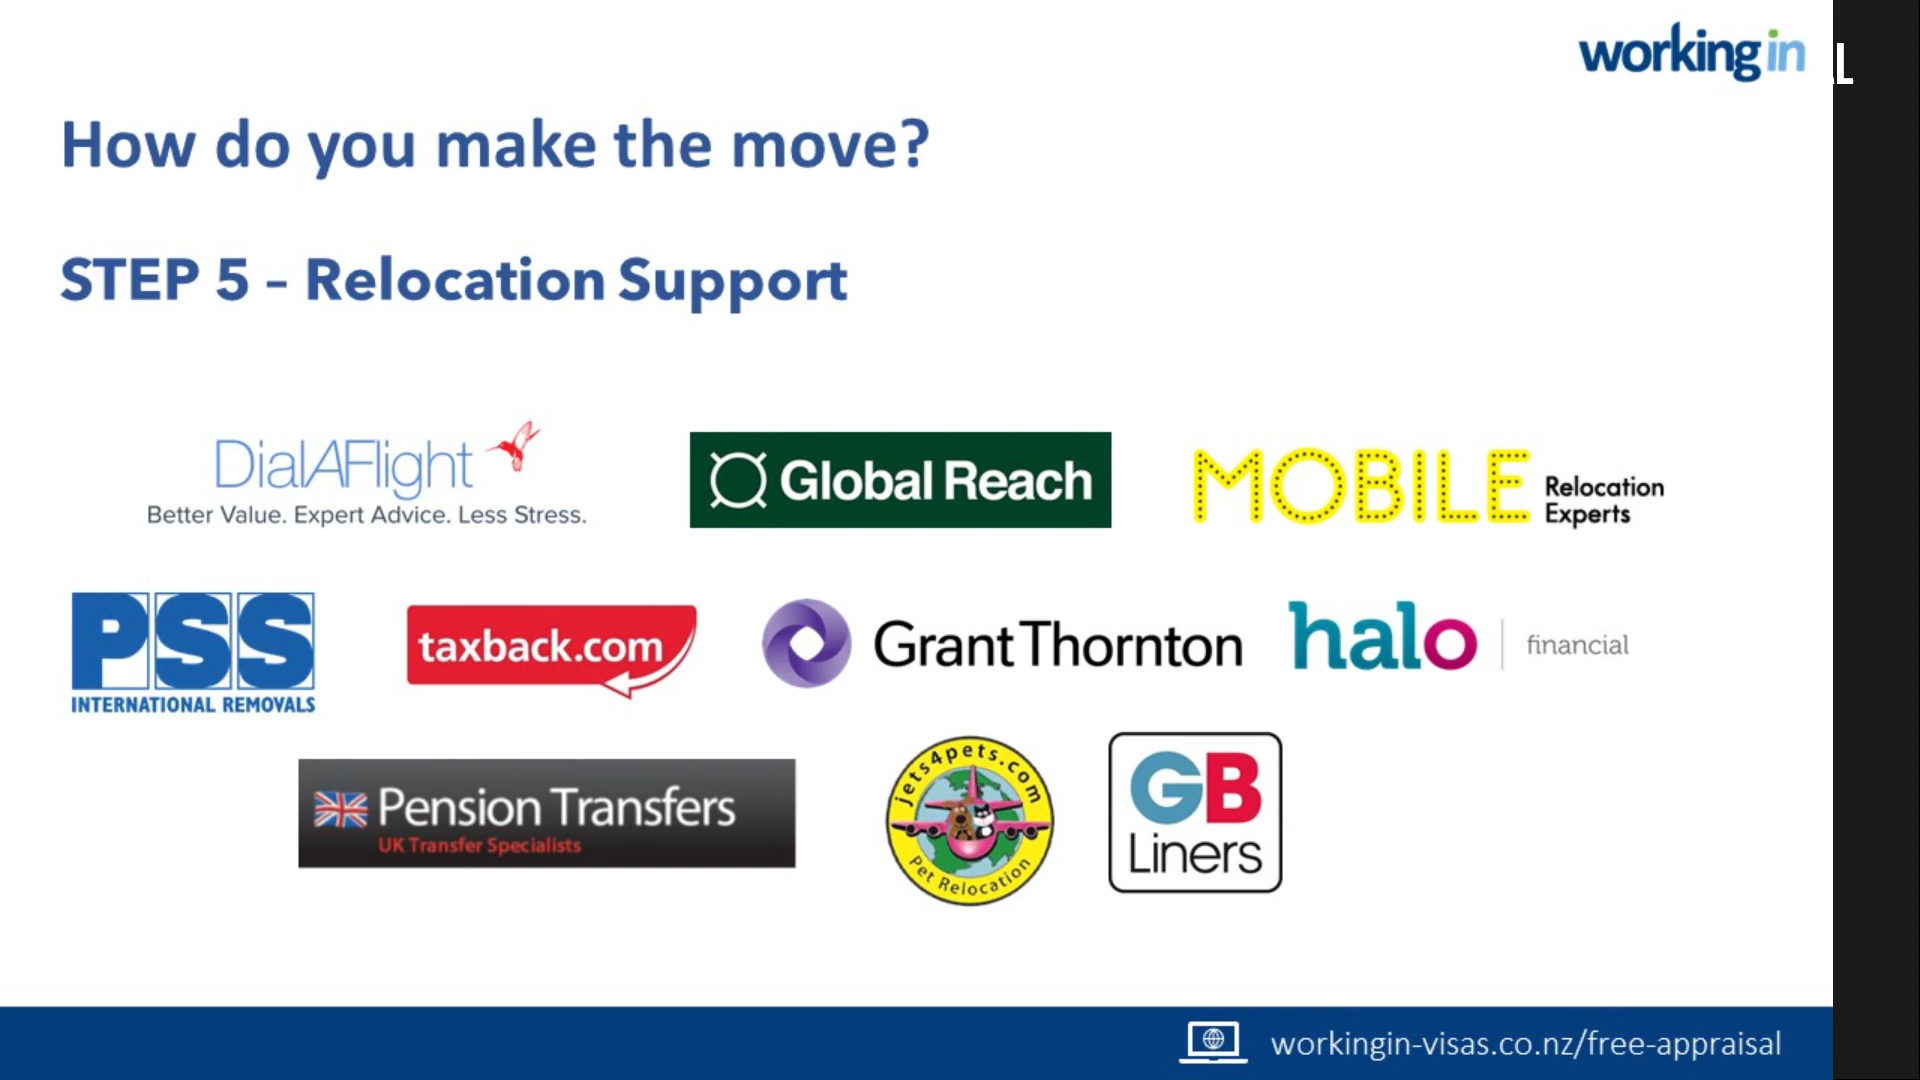 workingin
How do you make the move?
STEP 5 – Relocation Support
DialAFlight
Better Value. Expert Advice. Less Stress.
Global Reach
MOBILE
Relocation
Experts
PSS
INTERNATIONAL REMOVALS
taxback.com
Grant Thornton
halo
financial
Pension Transfers
UK Transfer Specialists
jets4pets.com
Pet Relocation
GB
Liners
workingin-visas.co.nz/free-appraisal